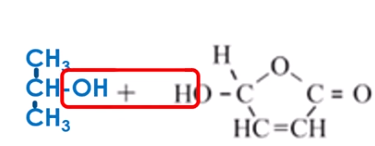 CH3
H O
CH-OH + HO-C C=O
CH3 HC=CH